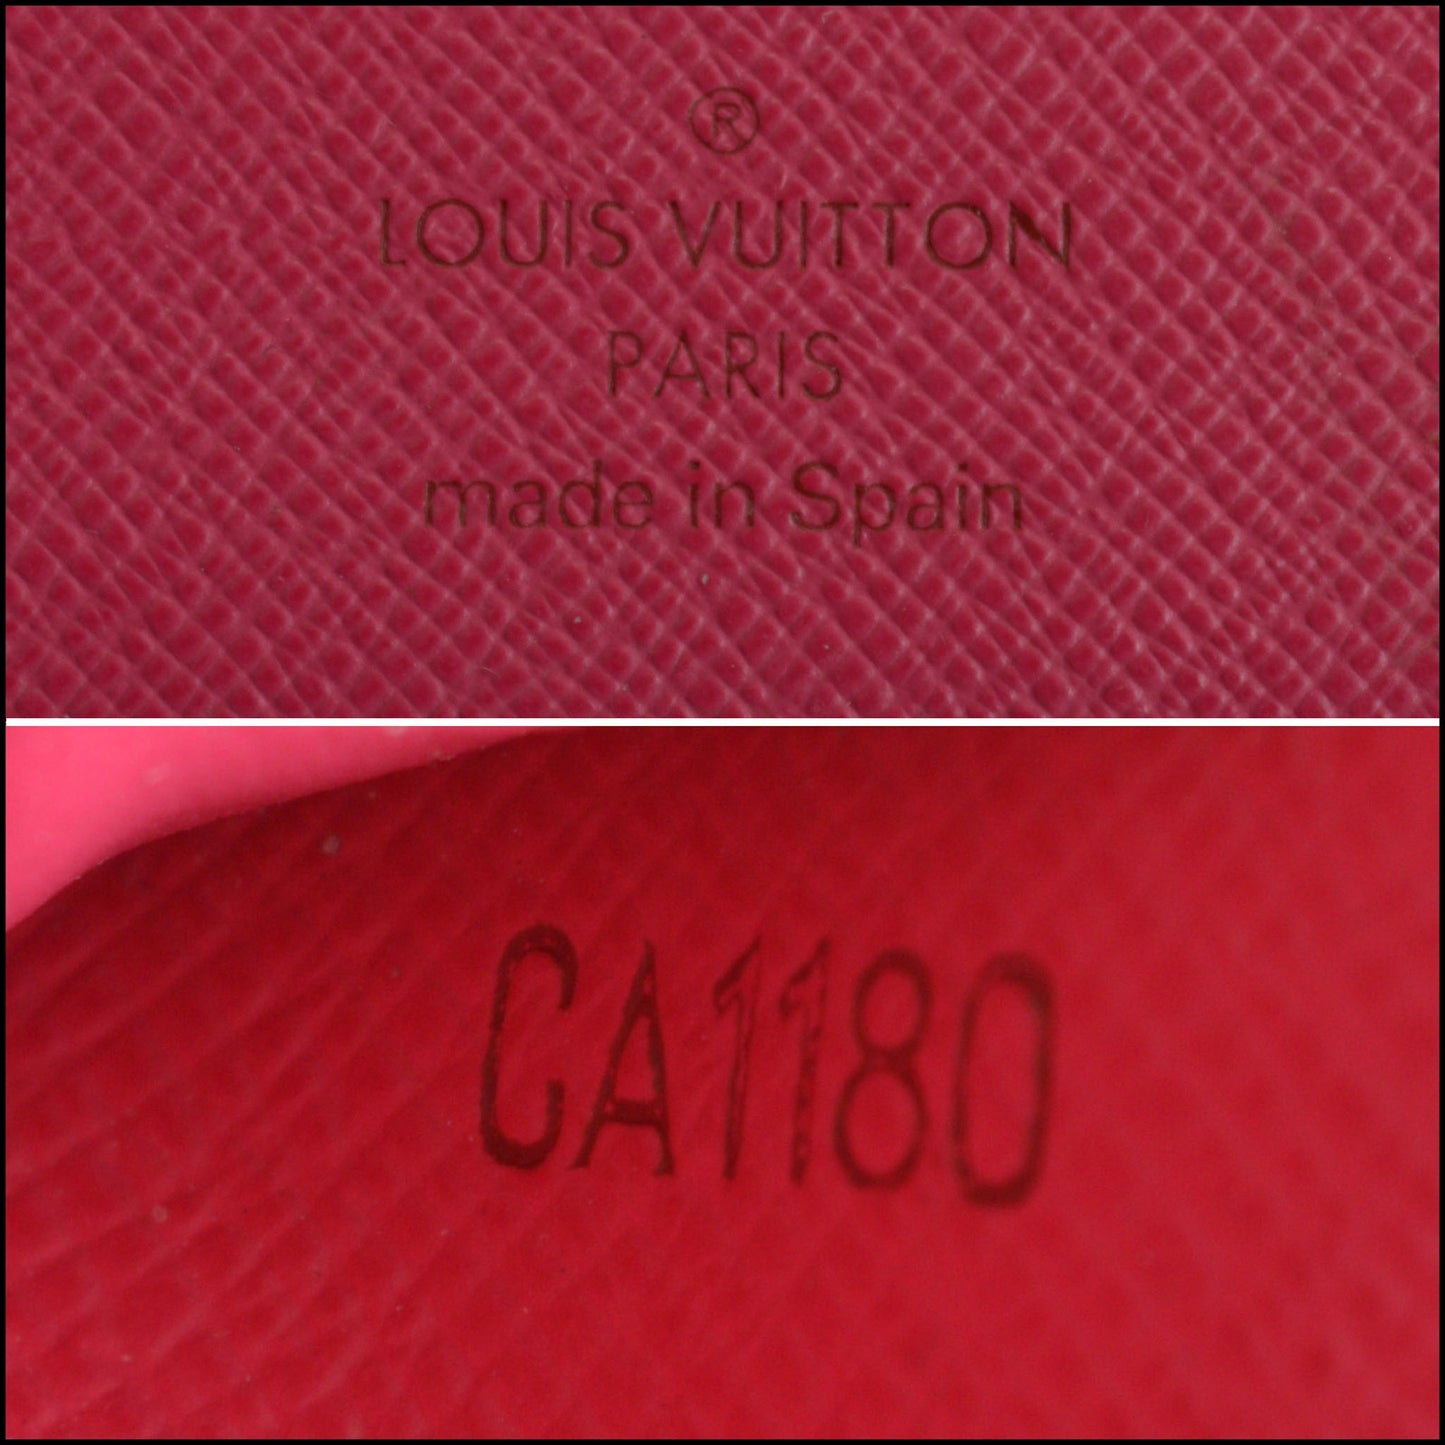 ®
LOUIS VUITTON
PARIS
made in Spain
CA1180